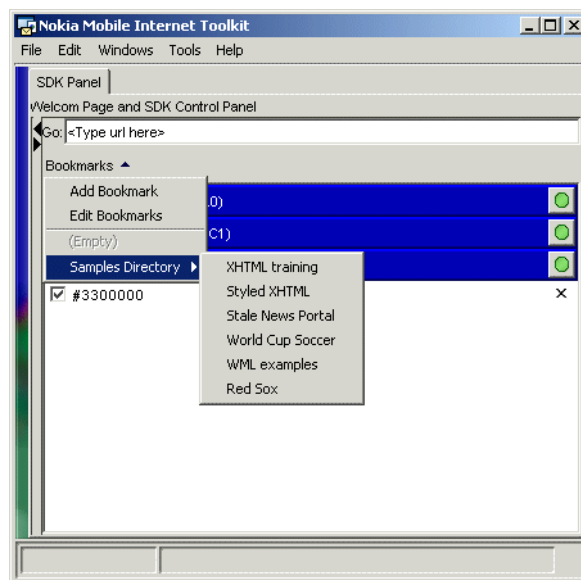 Nokia Mobile Internet Toolkit
File Edit Windows Tools Help
SDK Panel
Welcom Page and SDK Control Panel
Go: <Type url here>
Bookmarks
Add Bookmark
.0)
Edit Bookmarks
(Empty)
C1)
Samples Directory
XHTML training
#3300000
Styled XHTML
Stale News Portal
World Cup Soccer
WML examples
Red Sox